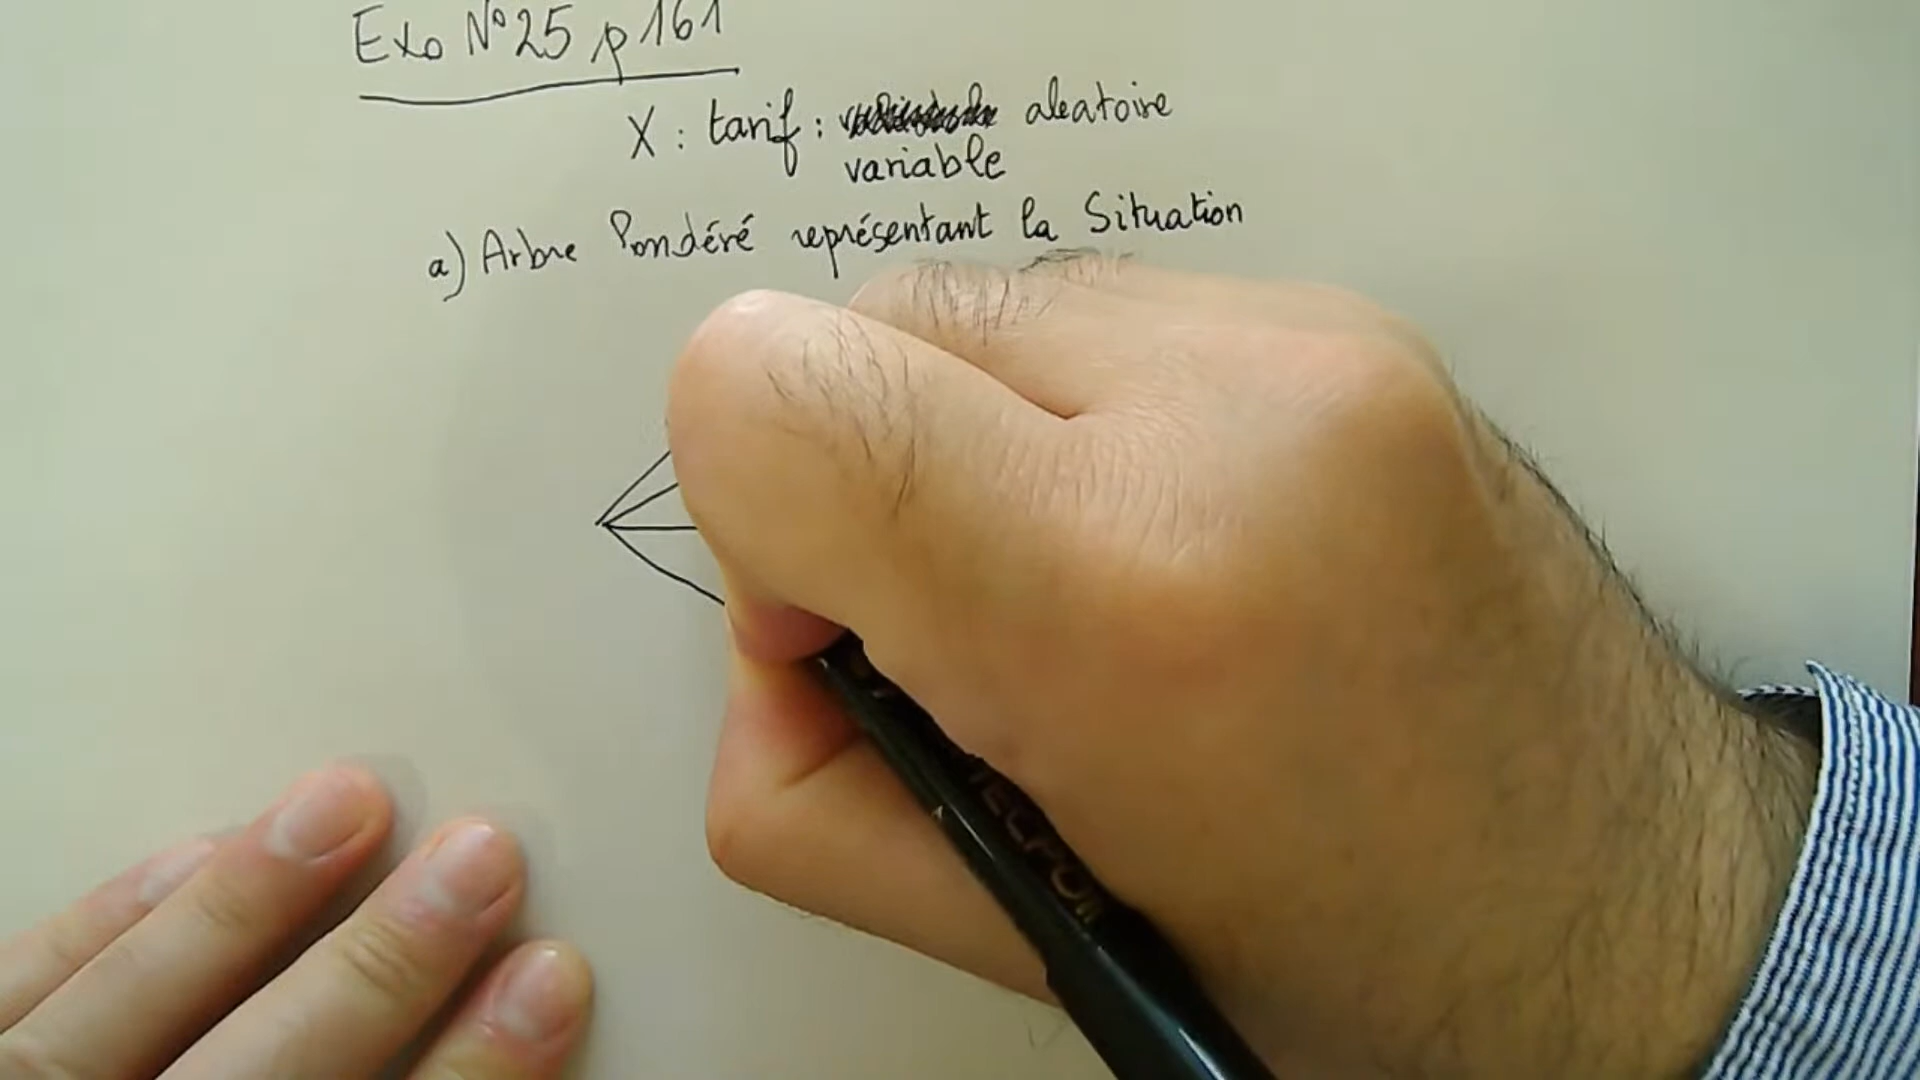 Exo N° 25 p 161
X : tarif : aleatoire
variable
a) Arbre Pondéré représentant la Situation